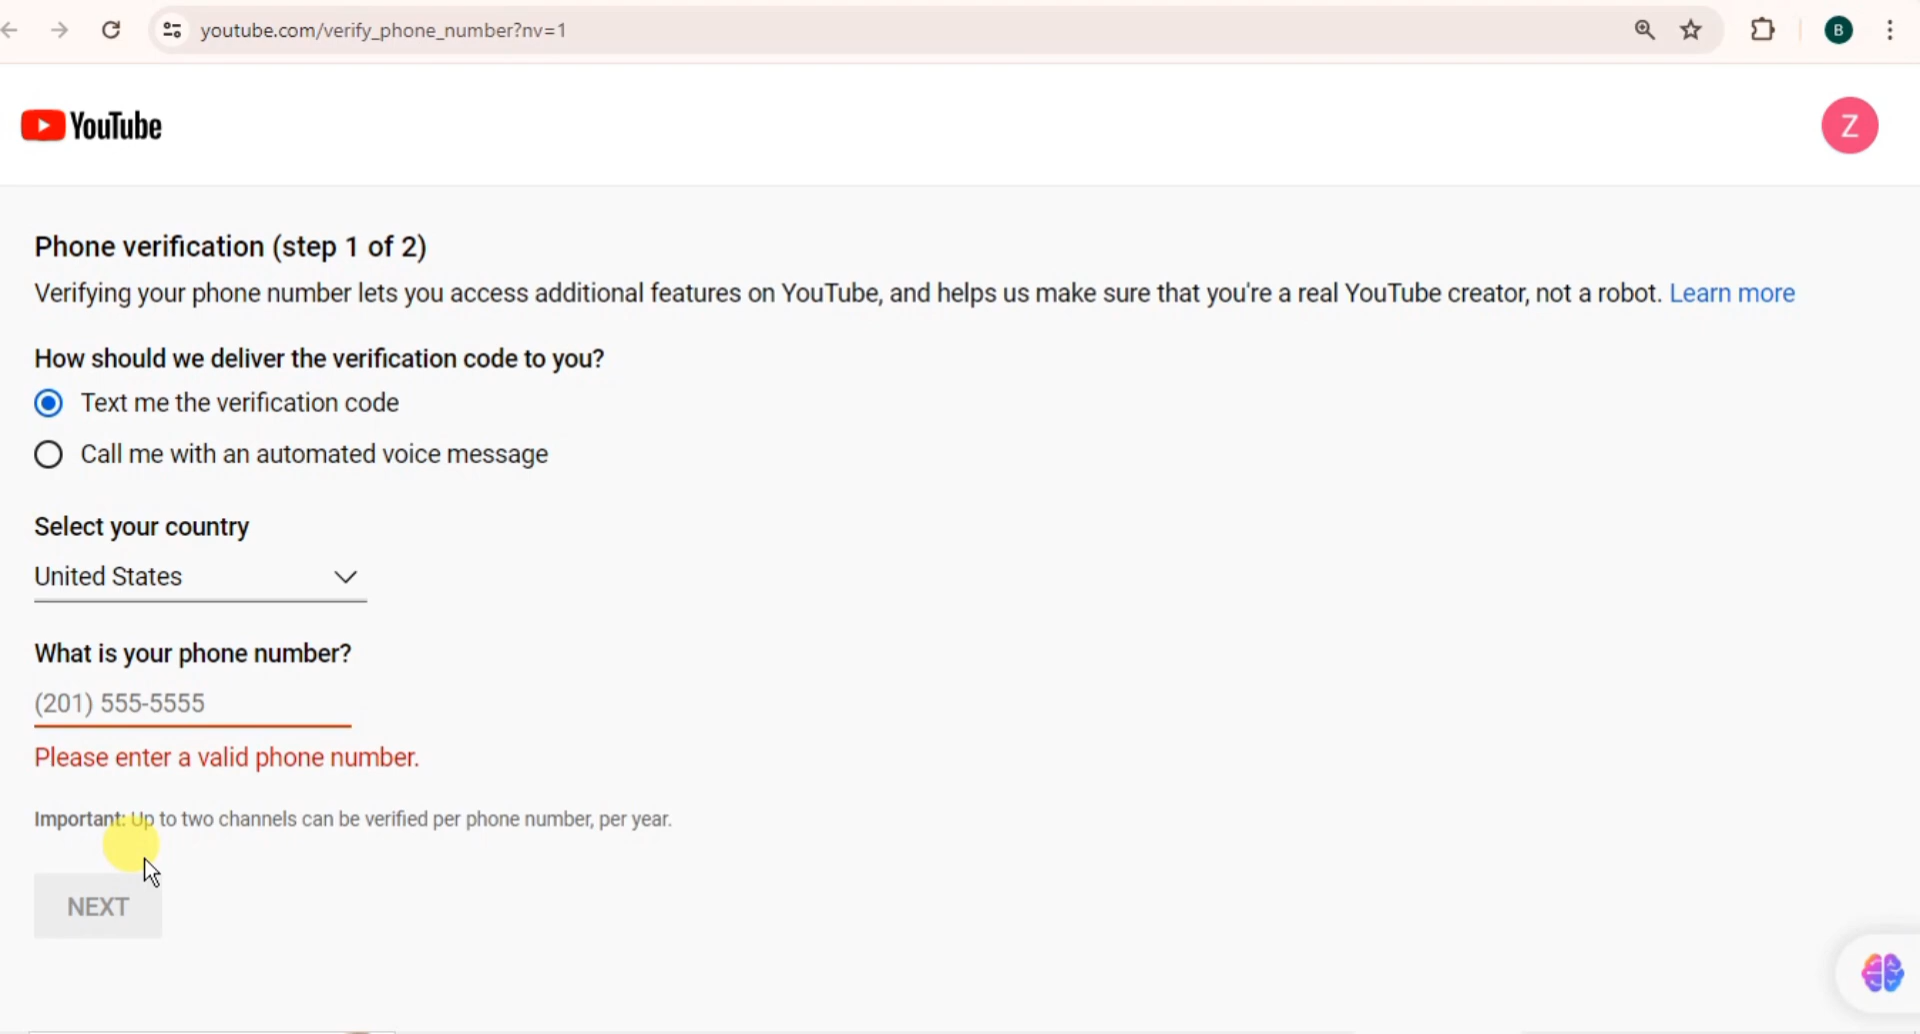 youtube.com/verify_phone_number?nv=1
B
YouTube
Z
Phone verification (step 1 of 2)
Verifying your phone number lets you access additional features on YouTube, and helps us make sure that you're a real YouTube creator, not a robot. Learn more
How should we deliver the verification code to you?
Text me the verification code
Call me with an automated voice message
Select your country
United States
What is your phone number?
(201) 555-5555
Please enter a valid phone number.
Important: Up to two channels can be verified per phone number, per year.
NEXT